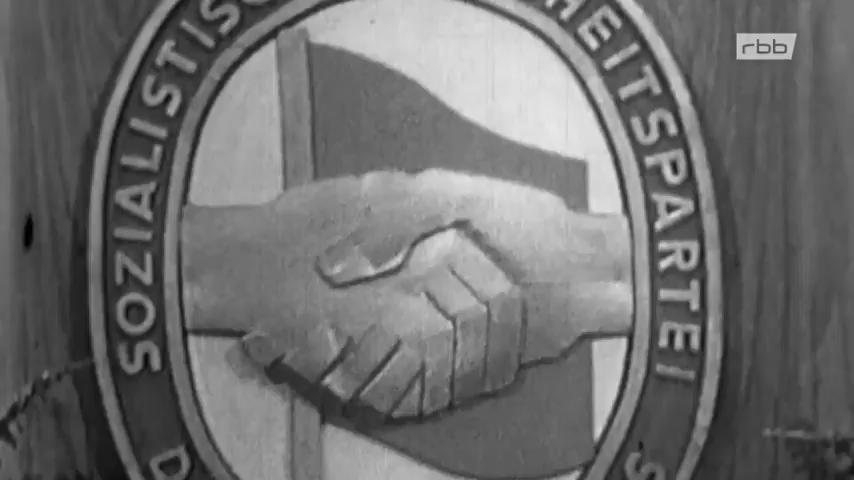 rbb
SOZIALISTISC
HEITSPARTEI
D
S